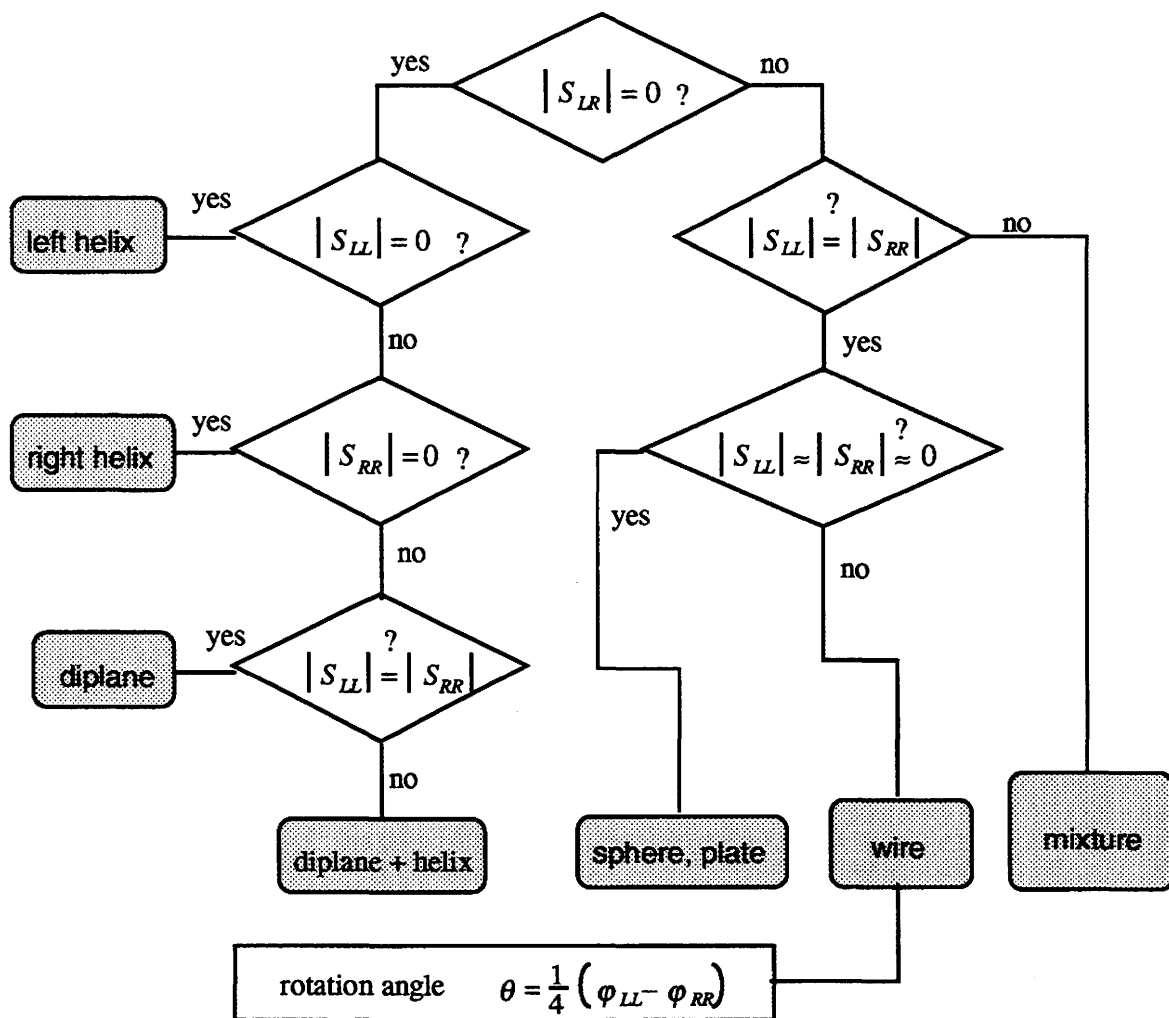 yes
no
| S_LR | = 0 ?
yes
left helix
| S_LL | = 0 ?
?
| S_LL | = | S_RR |
no
no
yes
yes
right helix
| S_RR | = 0 ?
?
| S_LL | ≈ | S_RR | ≈ 0
yes
no
no
yes
diplane
?
| S_LL | = | S_RR |
no
diplane + helix
sphere, plate
wire
mixture
rotation angle θ = 1/4 ( φ_LL − φ_RR )